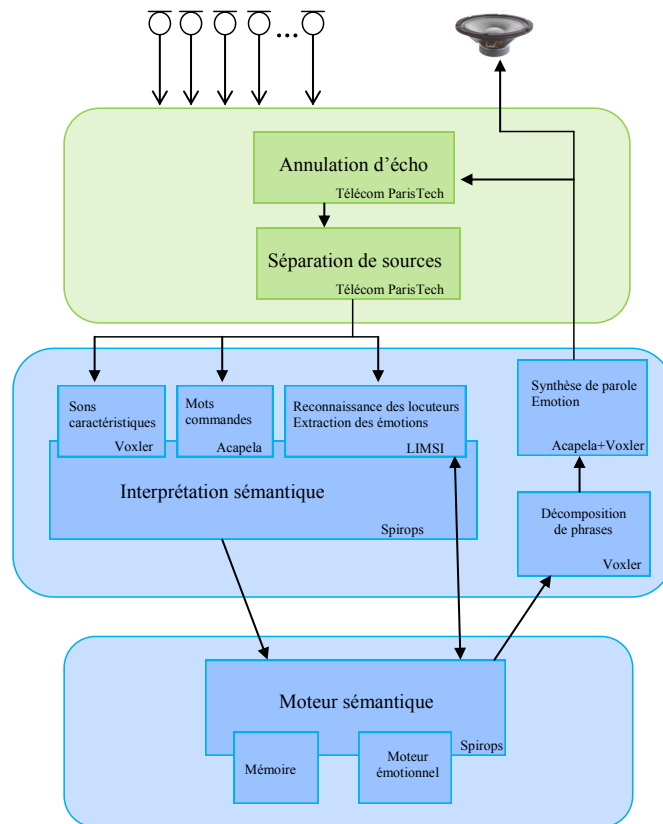 ...
Annulation d'écho
Télécom ParisTech
Séparation de sources
Télécom ParisTech
Sons
caractéristiques
Voxler
Mots
commandes
Acapela
Reconnaissance des locuteurs
Extraction des émotions
LIMSI
Interprétation sémantique
Spirops
Synthèse de parole
Emotion
Acapela+Voxler
Décomposition
de phrases
Voxler
Moteur sémantique
Spirops
Mémoire
Moteur
émotionnel